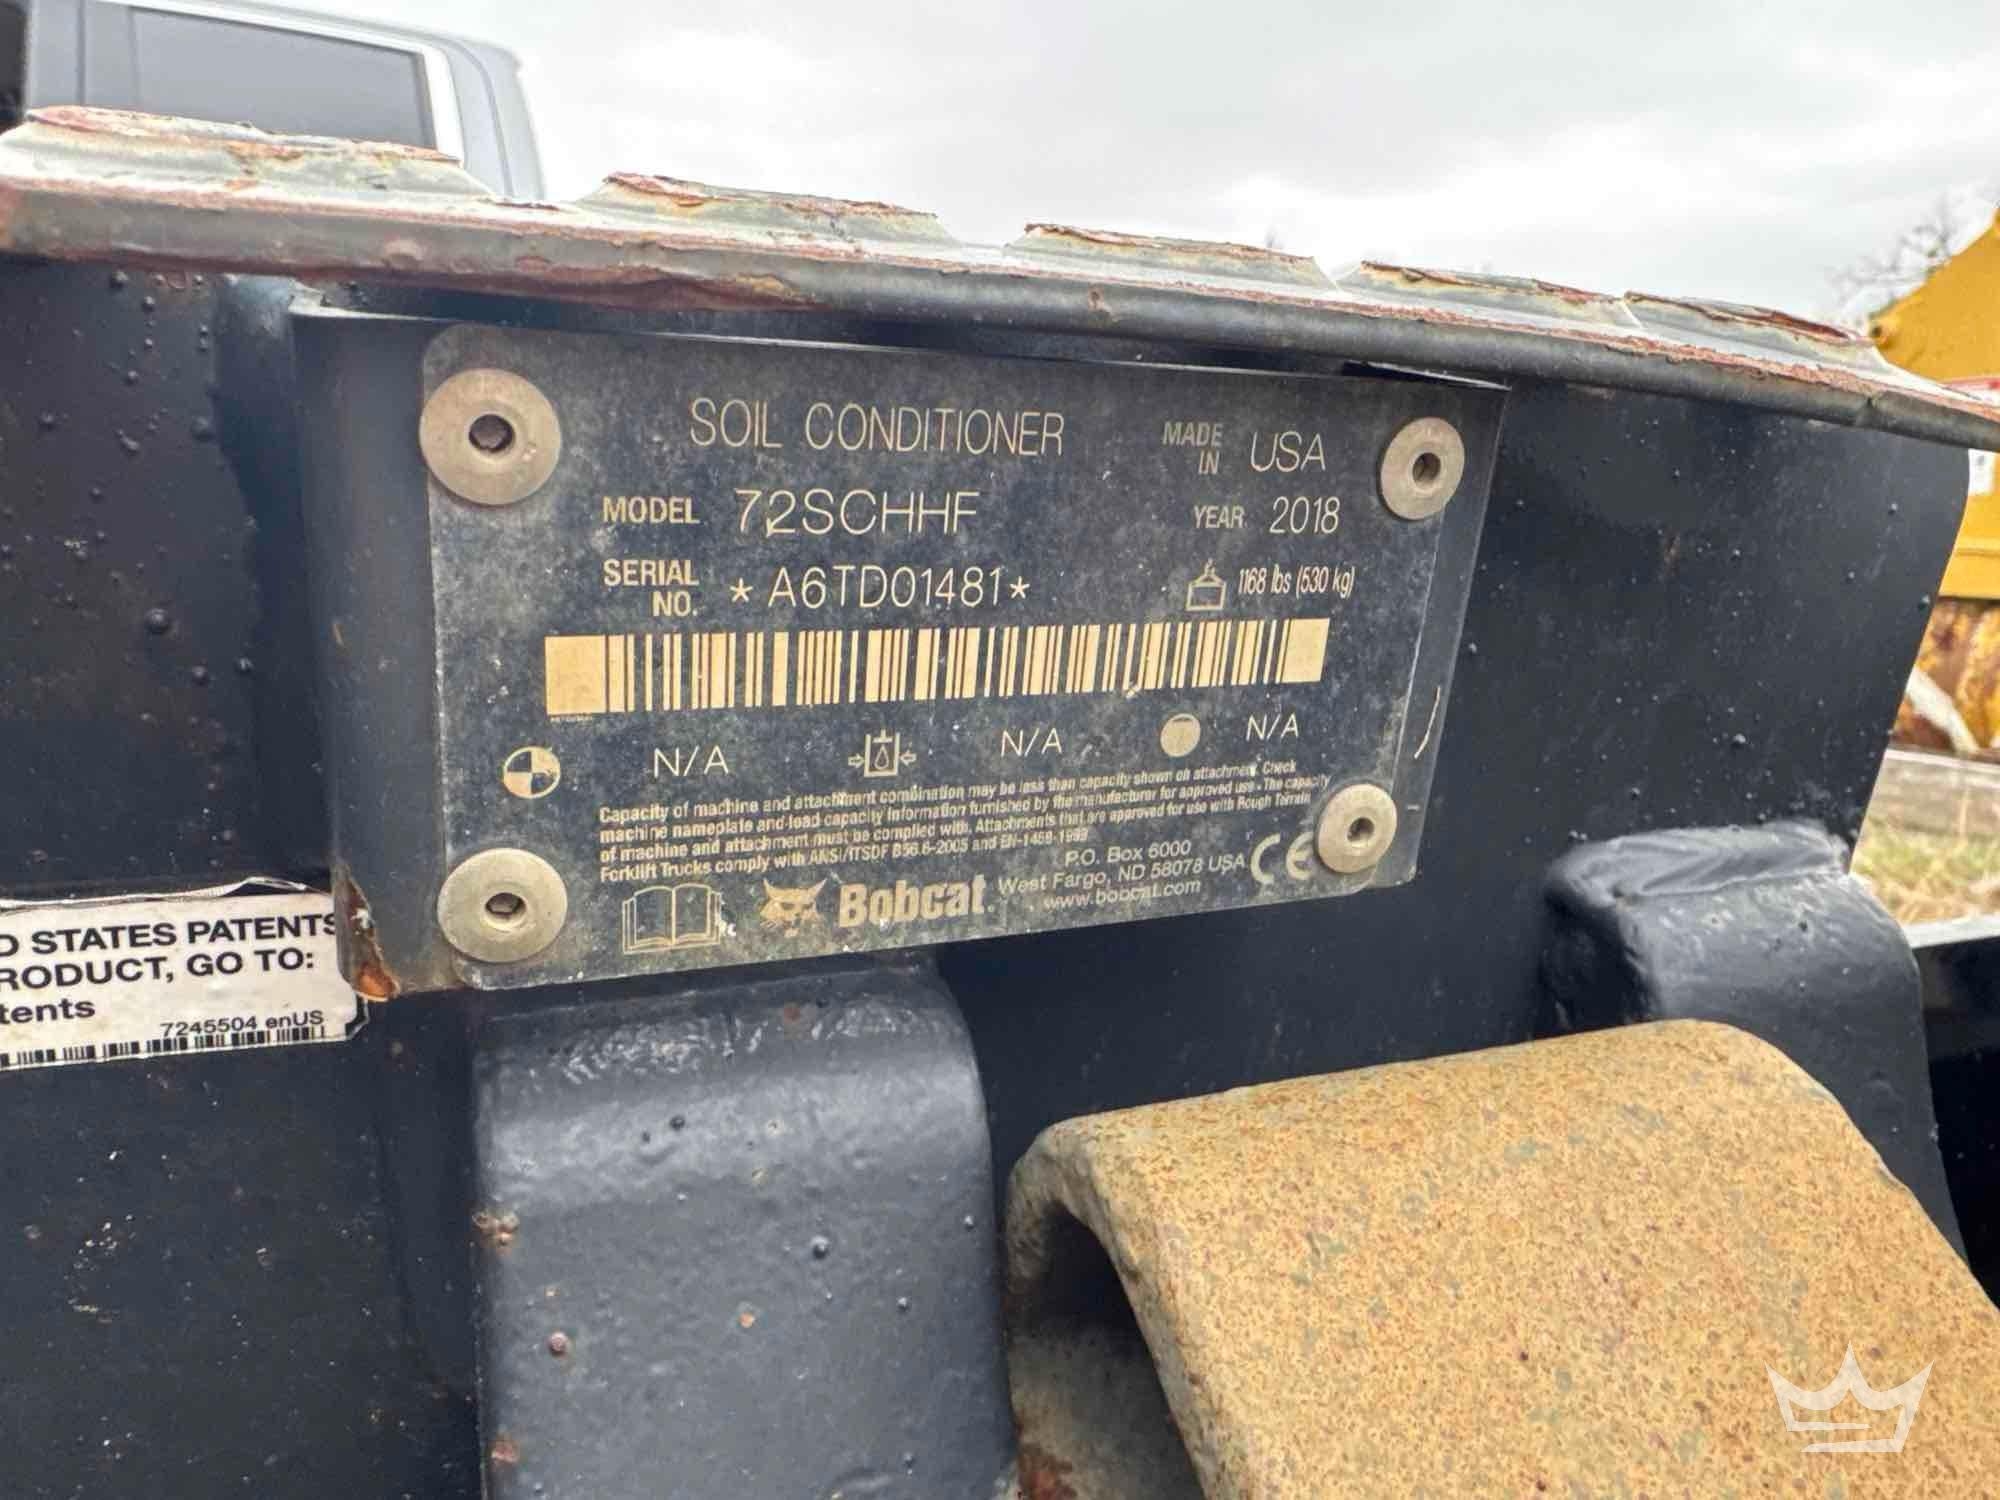 SOIL CONDITIONER
MADE IN USA
MODEL 72SCHHF
YEAR 2018
SERIAL NO. *A6TD01481*
1168 lbs (530 kg)
N/A N/A N/A
Capacity of machine and attachment combination may be less than capacity shown on attachment. Check
machine nameplate and load capacity information furnished by the manufacturer for approved use - The capacity
of machine and attachment must be complied with. Attachments that are approved for use with Rough Terrain
Forklift Trucks comply with ANSI/ITSDF B56.6-2005 and EN-1459-1999
Bobcat.
P.O. Box 6000
West Fargo, ND 58078 USA
www.bobcat.com
CE
D STATES PATENTS
RODUCT, GO TO:
tents
7245504 enUS